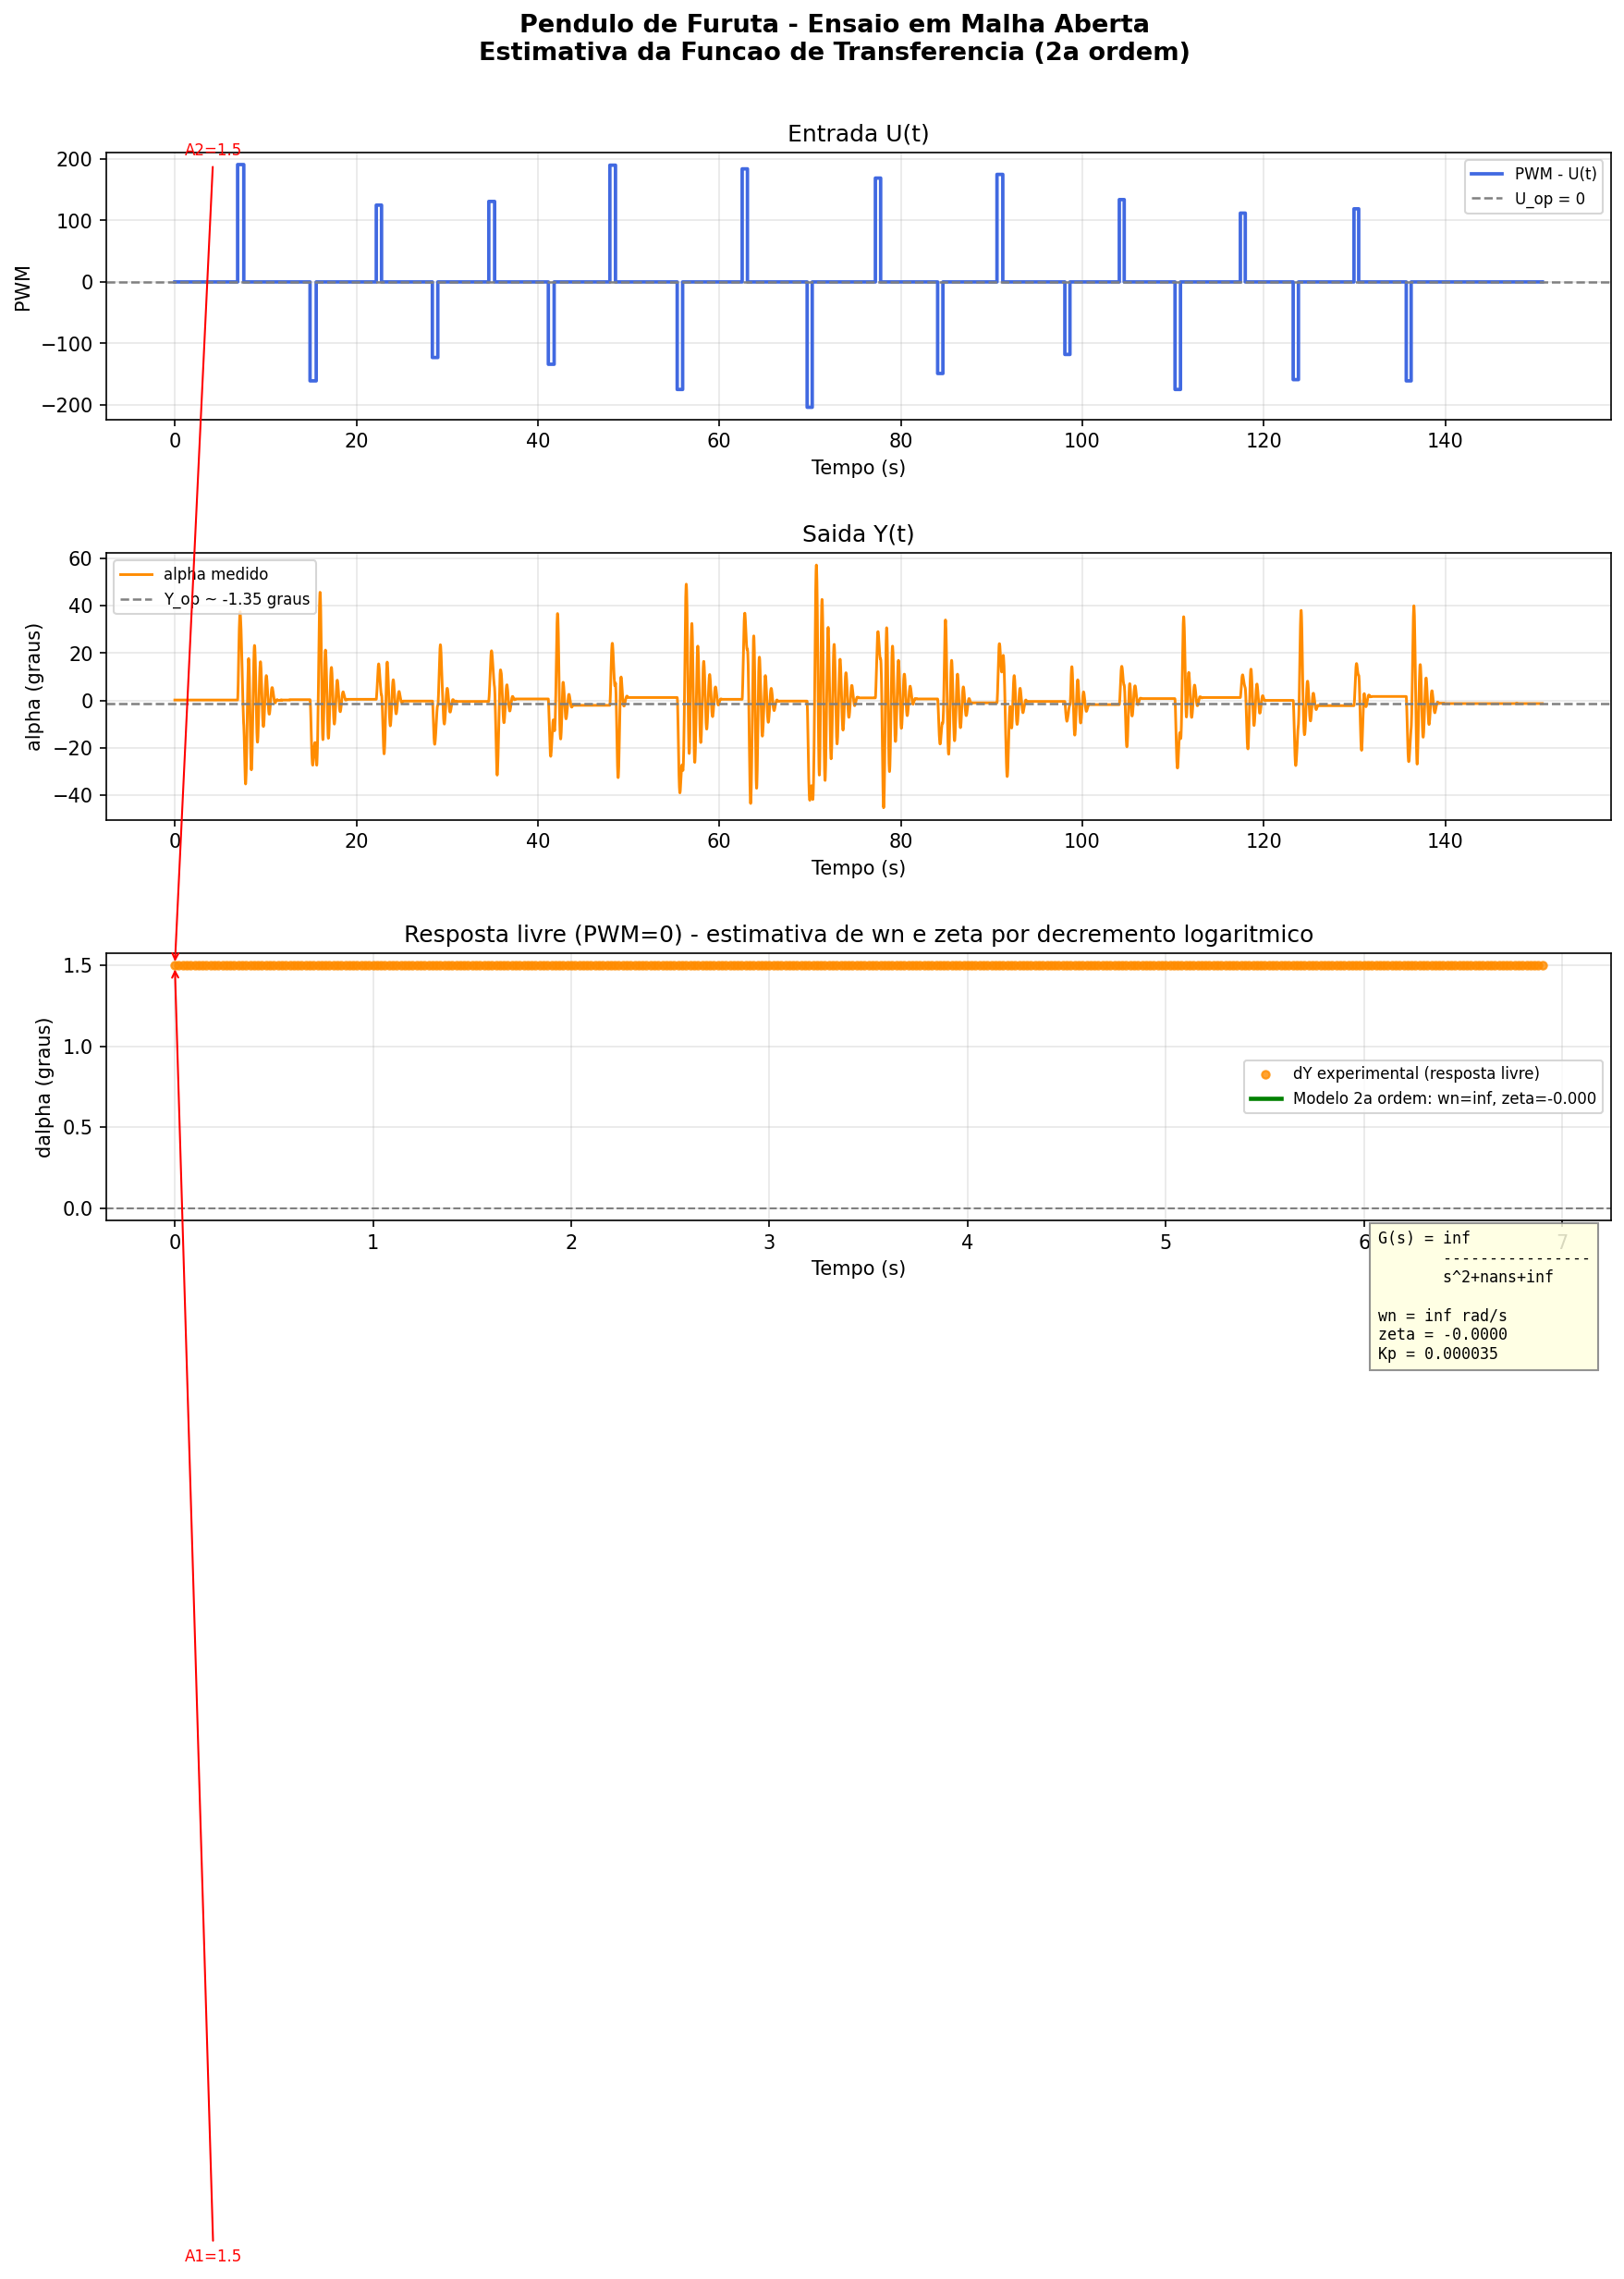 Pendulo de Furuta - Ensaio em Malha Aberta
Estimativa da Funcao de Transferencia (2a ordem)
Entrada U(t)
A2=1.5
200
100
0
−100
−200
PWM
PWM - U(t)
U_op = 0
0 20 40 60 80 100 120 140
Tempo (s)
Saida Y(t)
60
40
20
0
−20
−40
alpha (graus)
alpha medido
Y_op ~ -1.35 graus
0 20 40 60 80 100 120 140
Tempo (s)
Resposta livre (PWM=0) - estimativa de wn e zeta por decremento logaritmico
1.5
1.0
0.5
0.0
dalpha (graus)
dY experimental (resposta livre)
Modelo 2a ordem: wn=inf, zeta=-0.000
0 1 2 3 4 5 6 7
Tempo (s)
G(s) = inf
----------------
s^2+nans+inf
wn = inf rad/s
zeta = -0.0000
Kp = 0.000035
A1=1.5